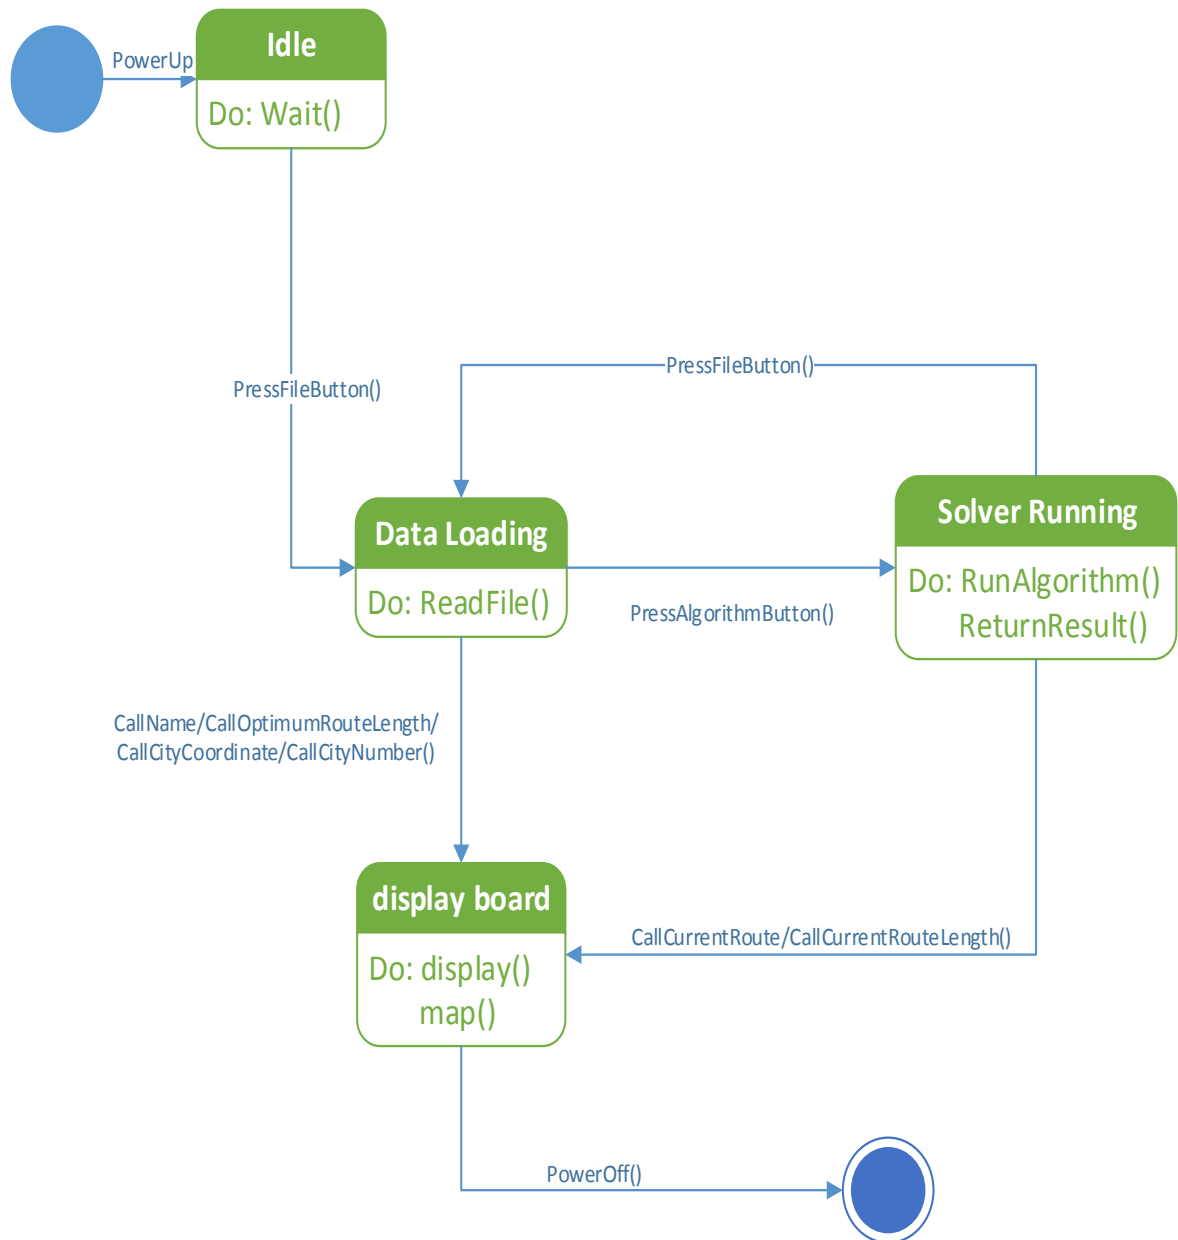 Idle
PowerUp
Do: Wait()
PressFileButton()
PressFileButton()
Solver Running
Data Loading
Do: RunAlgorithm()
Do: ReadFile()
PressAlgorithmButton()
ReturnResult()
CallName/CallOptimumRouteLength/
CallCityCoordinate/CallCityNumber()
display board
CallCurrentRoute/CallCurrentRouteLength()
Do: display()
map()
PowerOff()